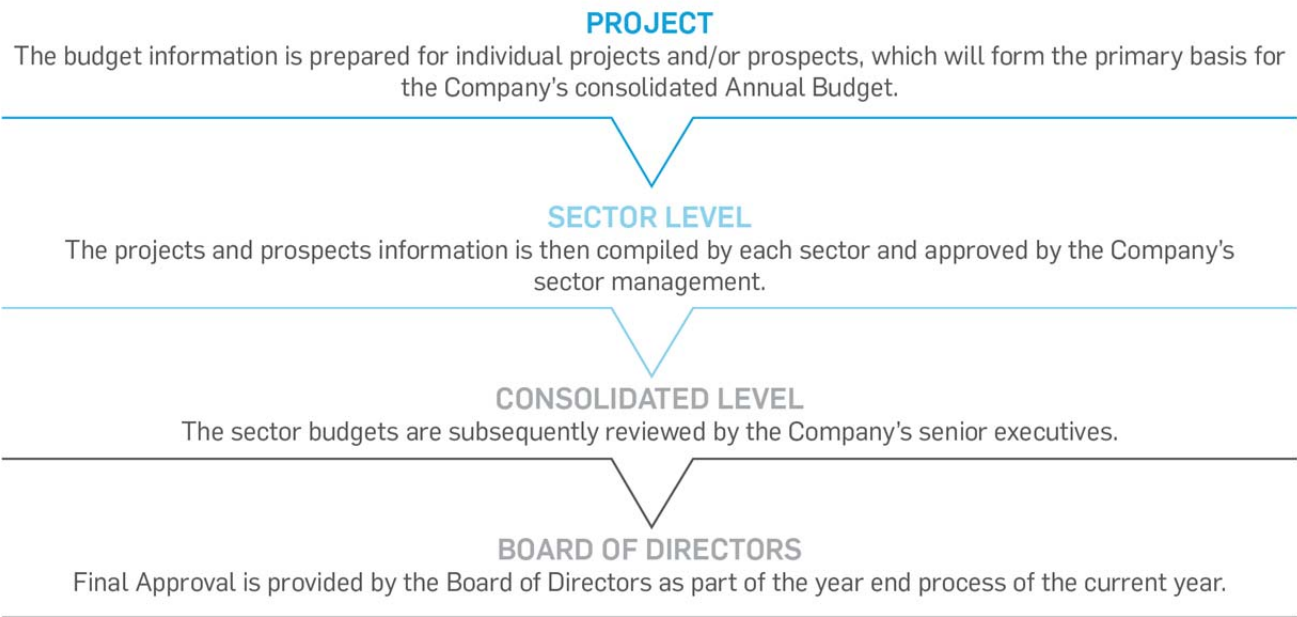 PROJECT
The budget information is prepared for individual projects and/or prospects, which will form the primary basis for
the Company's consolidated Annual Budget.
SECTOR LEVEL
The projects and prospects information is then compiled by each sector and approved by the Company's
sector management.
CONSOLIDATED LEVEL
The sector budgets are subsequently reviewed by the Company's senior executives.
BOARD OF DIRECTORS
Final Approval is provided by the Board of Directors as part of the year end process of the current year.